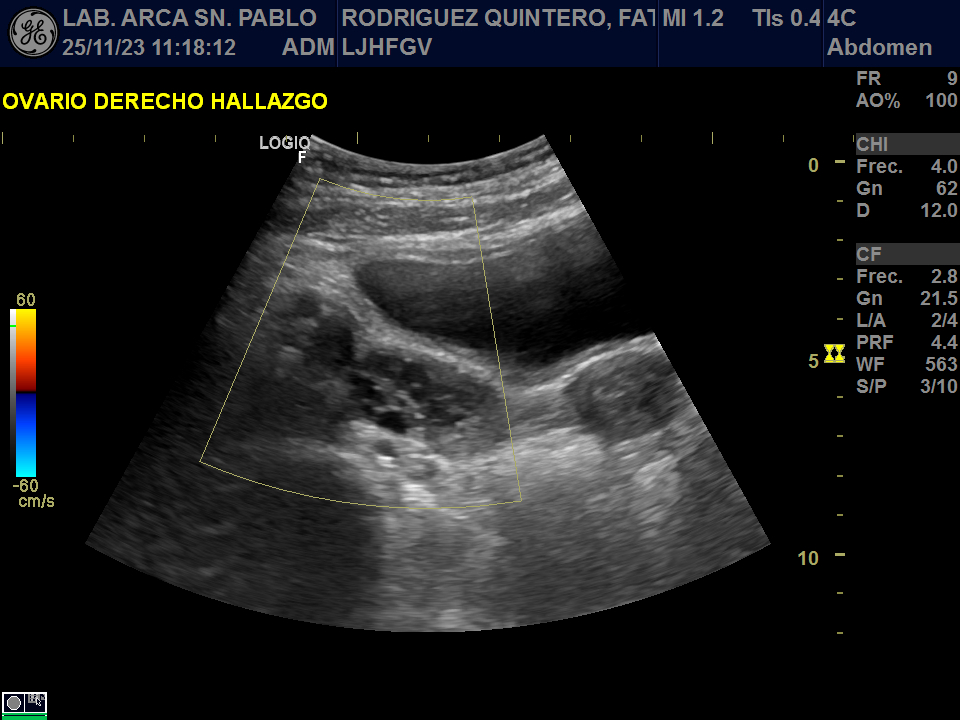 LAB. ARCA SN. PABLO
RODRIGUEZ QUINTERO, FAT
MI 1.2 TIs 0.4
4C
25/11/23 11:18:12 ADM
LJHFGV
Abdomen
OVARIO DERECHO HALLAZGO
LOGIQ
F
FR 9
AO% 100
CHI
Frec. 4.0
Gn 62
D 12.0
CF
Frec. 2.8
Gn 21.5
L/A 2/4
PRF 4.4
WF 563
S/P 3/10
0
5
10
60
-60
cm/s